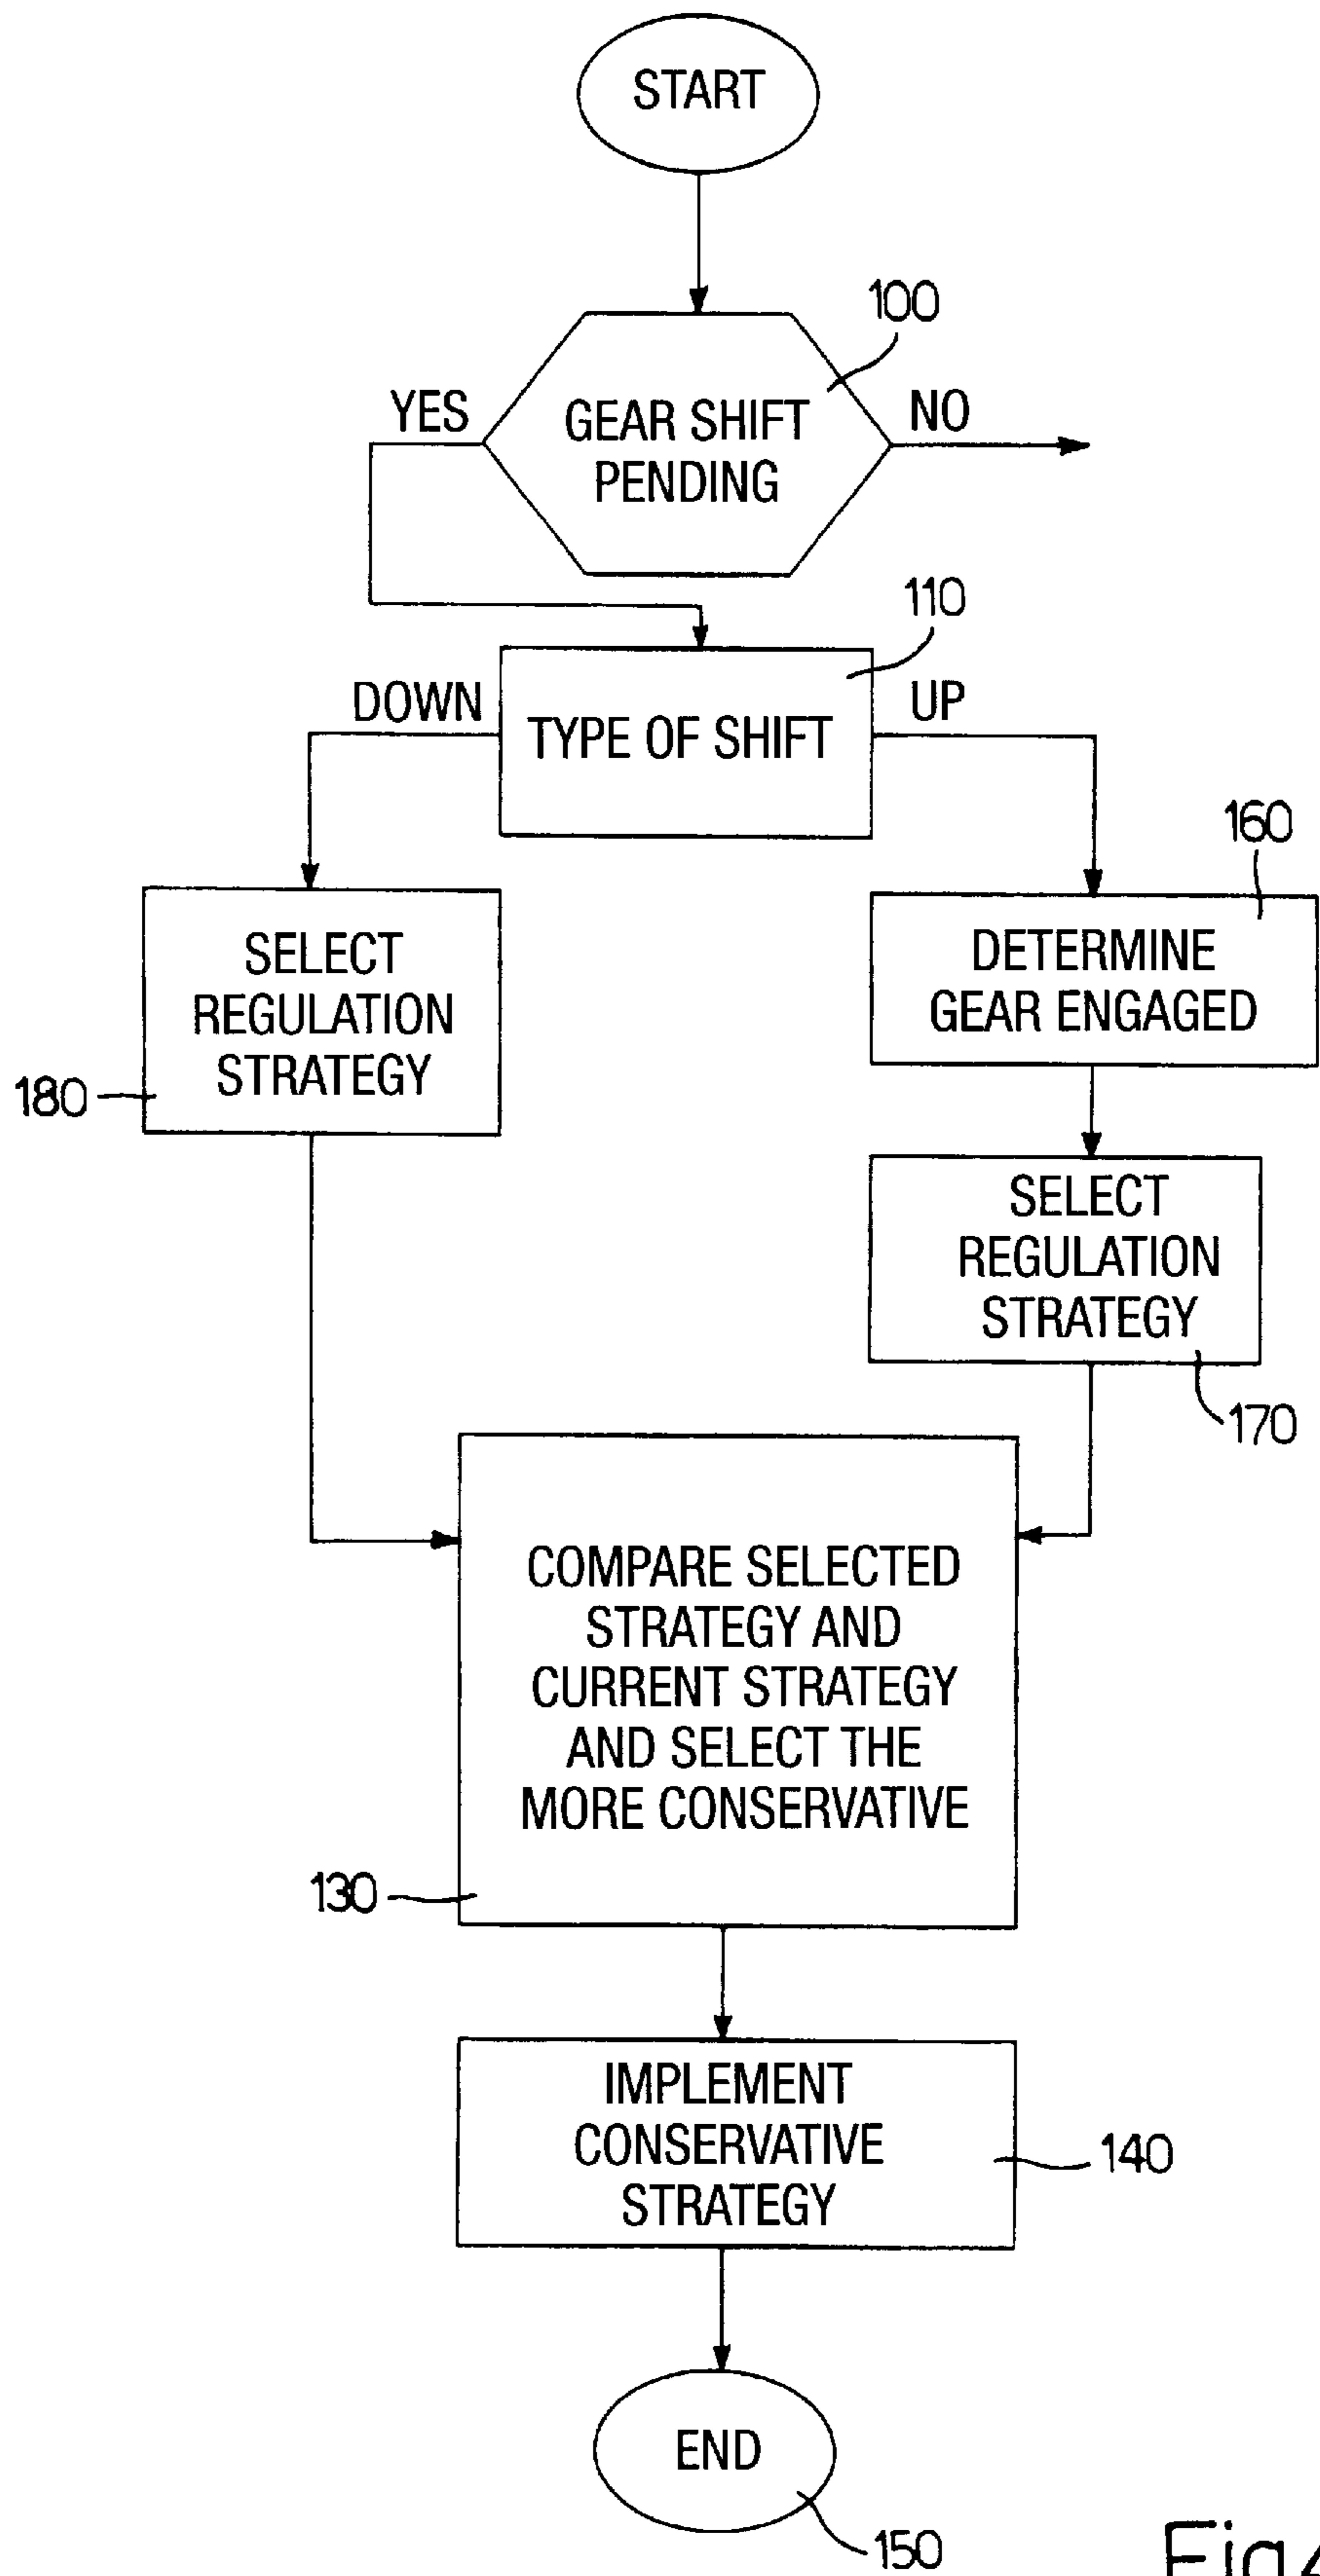 START
100
YES
NO
GEAR SHIFT
PENDING
110
DOWN
UP
TYPE OF SHIFT
160
SELECT
REGULATION
STRATEGY
180
DETERMINE
GEAR ENGAGED
SELECT
REGULATION
STRATEGY
170
COMPARE SELECTED
STRATEGY AND
CURRENT STRATEGY
AND SELECT THE
MORE CONSERVATIVE
130
IMPLEMENT
CONSERVATIVE
STRATEGY
140
END
150